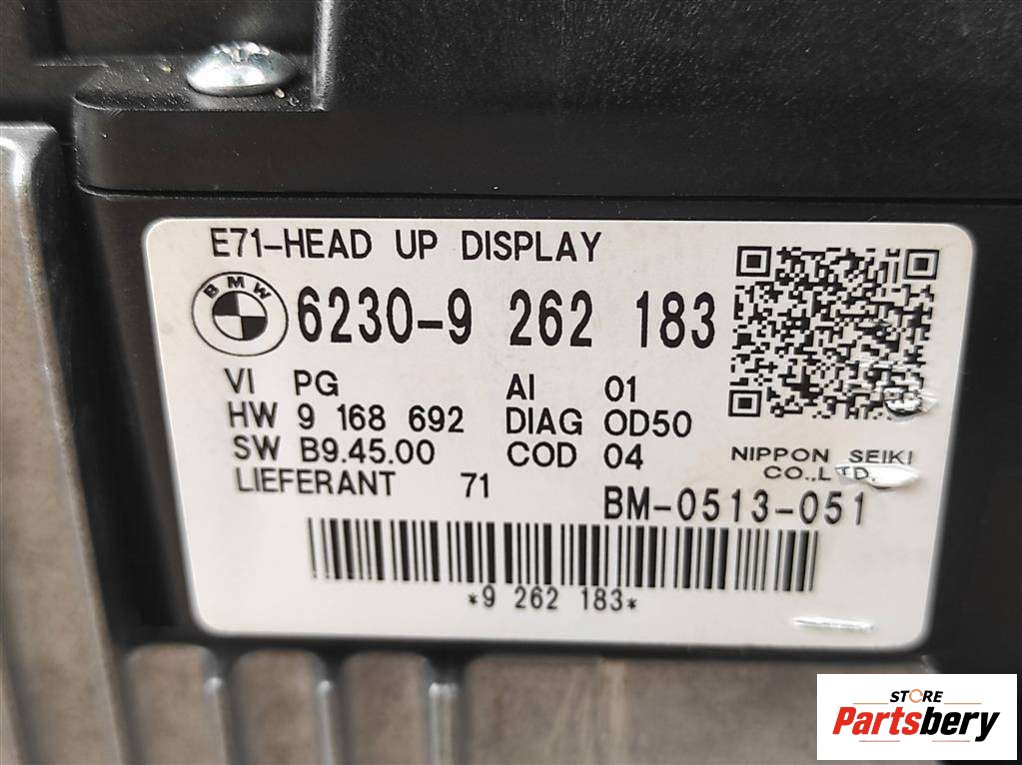 E71-HEAD UP DISPLAY
BMW
6230-9 262 183
VI PG AI 01
HW 9 168 692 DIAG OD50
SW B9.45.00 COD 04
NIPPON SEIKI
CO.,LTD.
LIEFERANT 71
BM-0513-051
*9 262 183*
STORE
Partsbery